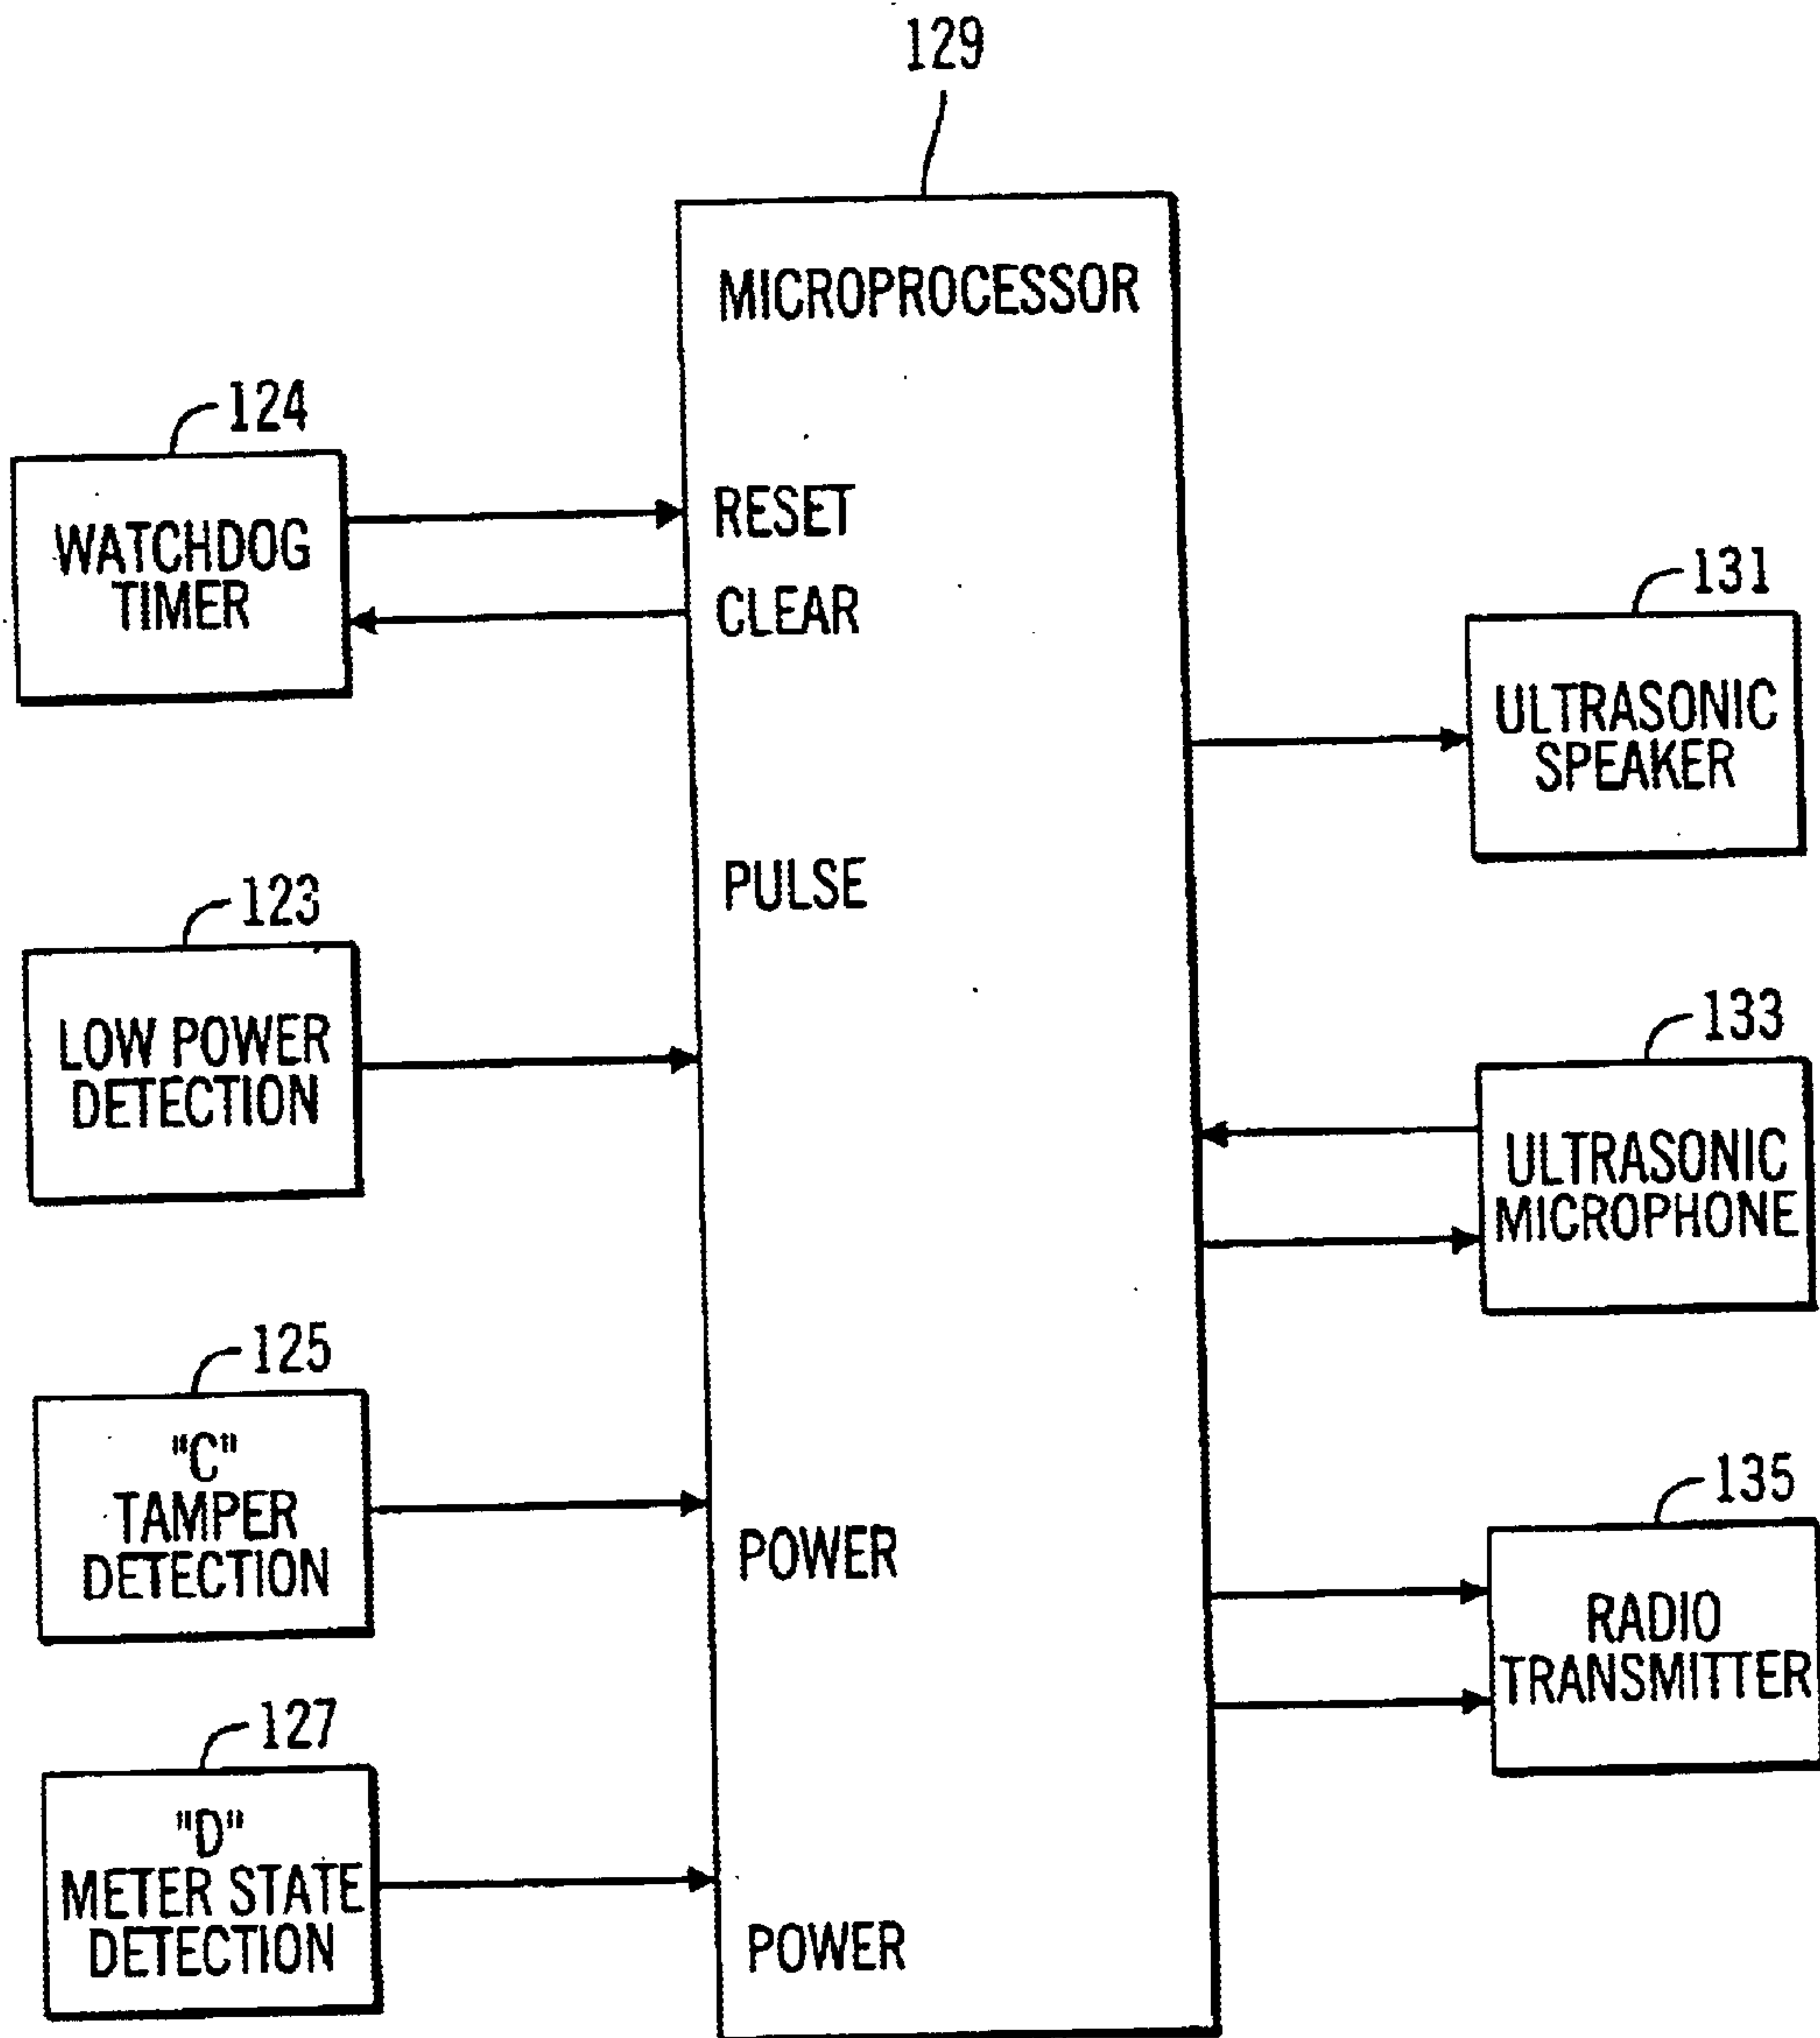 129
MICROPROCESSOR
124
WATCHDOG
TIMER
RESET
CLEAR
131
ULTRASONIC
SPEAKER
PULSE
123
LOW POWER
DETECTION
133
ULTRASONIC
MICROPHONE
125
"C"
TAMPER
DETECTION
POWER
135
RADIO
TRANSMITTER
127
"D"
METER STATE
DETECTION
POWER